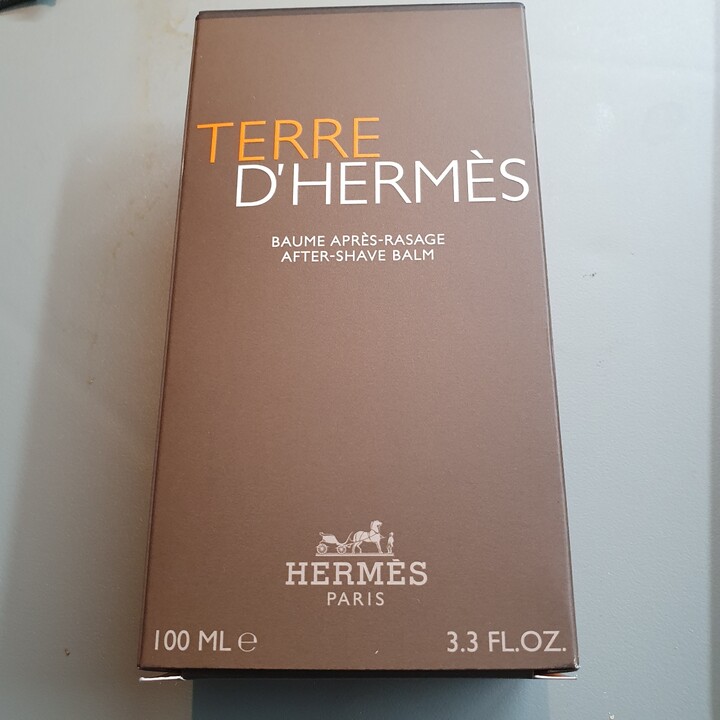 TERRE
D'HERMÈS
BAUME APRÈS-RASAGE
AFTER-SHAVE BALM
HERMÈS
PARIS
100 ML ℮
3.3 FL.OZ.